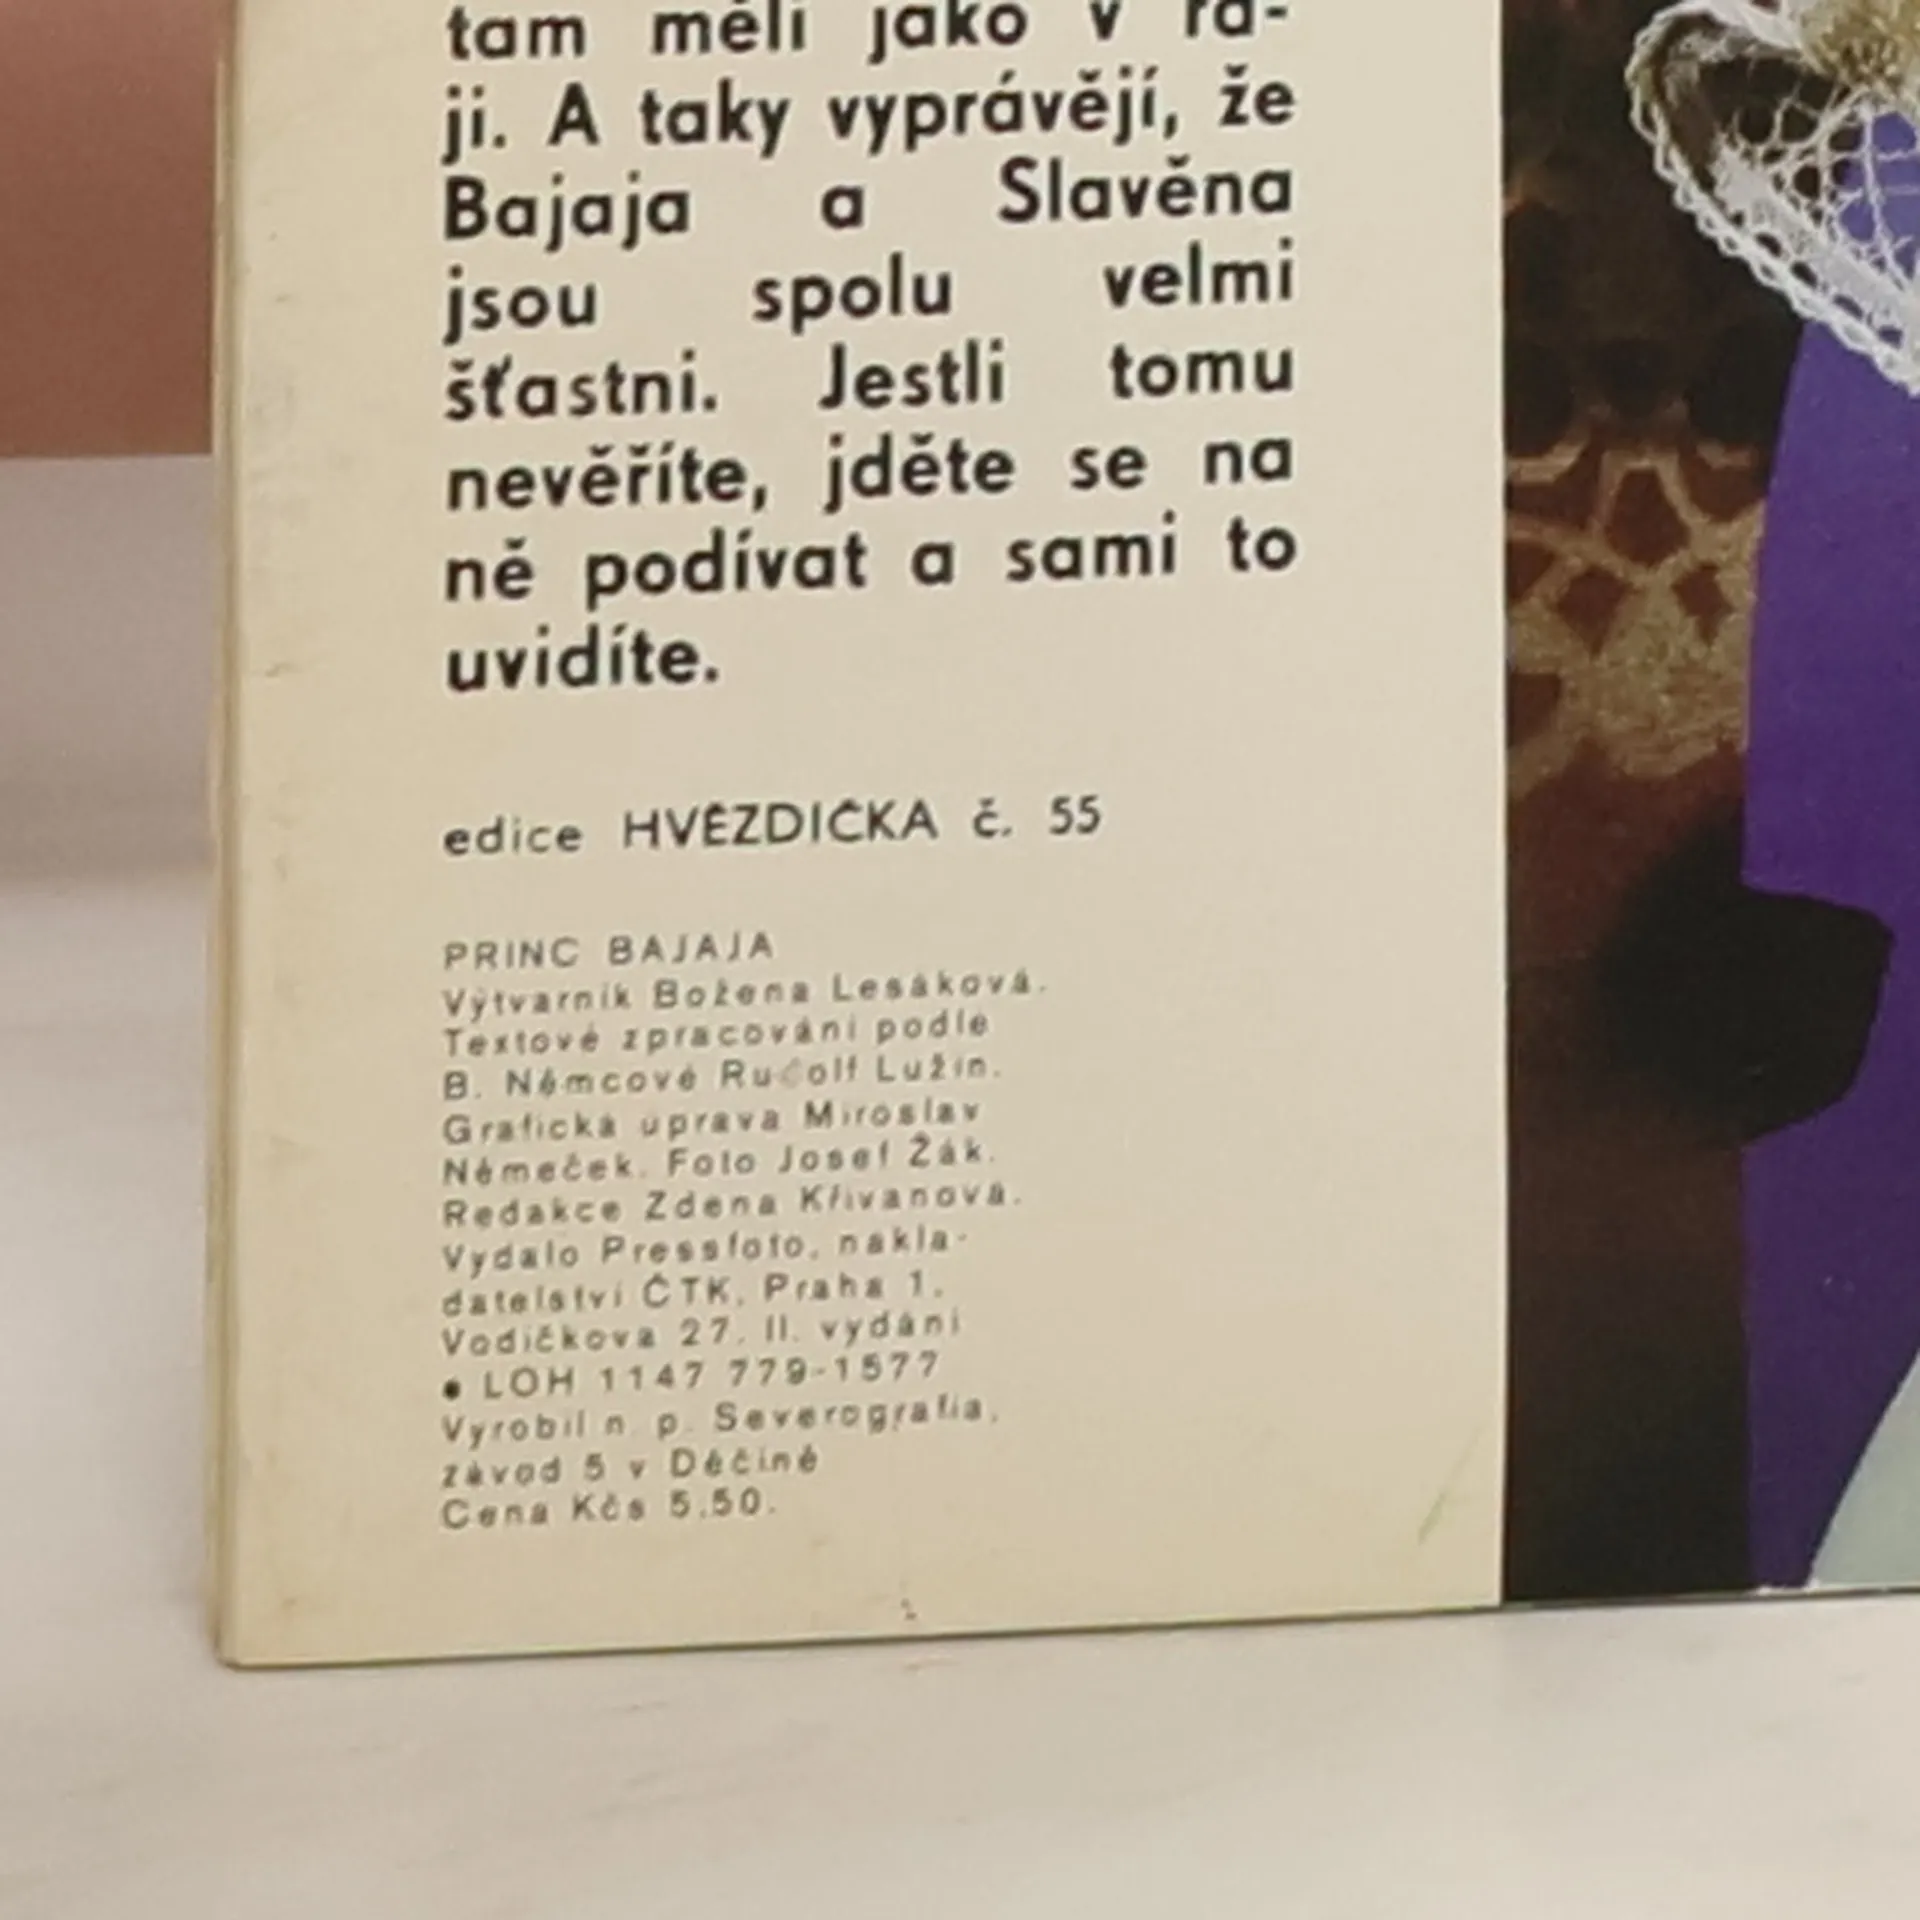 tam měli jako v rá-
ji. A taky vyprávějí, že
Bajaja a Slavěna
jsou spolu velmi
šťastni. Jestli tomu
nevěříte, jděte se na
ně podívat a sami to
uvidíte.
edice HVĚZDIČKA č. 55
PRINC BAJAJA
Výtvarník Božena Lesáková.
Textové zpracování podle
B. Němcové Rudolf Lužín.
Grafická úprava Miroslav
Němeček. Foto Josef Žák.
Redakce Zdena Křivanová.
Vydalo Pressfoto, nakla-
datelství ČTK, Praha 1,
Vodičkova 27. II. vydání
● LOH 1147 779-1577
Vyrobil n. p. Severografia,
závod 5 v Děčíně
Cena Kčs 5,50.